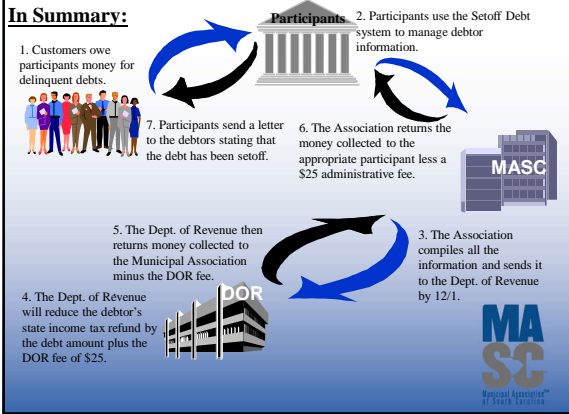 In Summary:
Participants
1. Customers owe
participants money for
delinquent debts.
2. Participants use the Setoff Debt
system to manage debtor
information.
7. Participants send a letter
to the debtors stating that
the debt has been setoff.
6. The Association returns the
money collected to the
appropriate participant less a
$25 administrative fee.
MASC
5. The Dept. of Revenue then
returns money collected to
the Municipal Association
minus the DOR fee.
3. The Association
compiles all the
information and sends it
to the Dept. of Revenue
by 12/1.
4. The Dept. of Revenue
will reduce the debtor's
state income tax refund by
the debt amount plus the
DOR fee of $25.
DOR
MA
SC
Municipal Association
of South Carolina